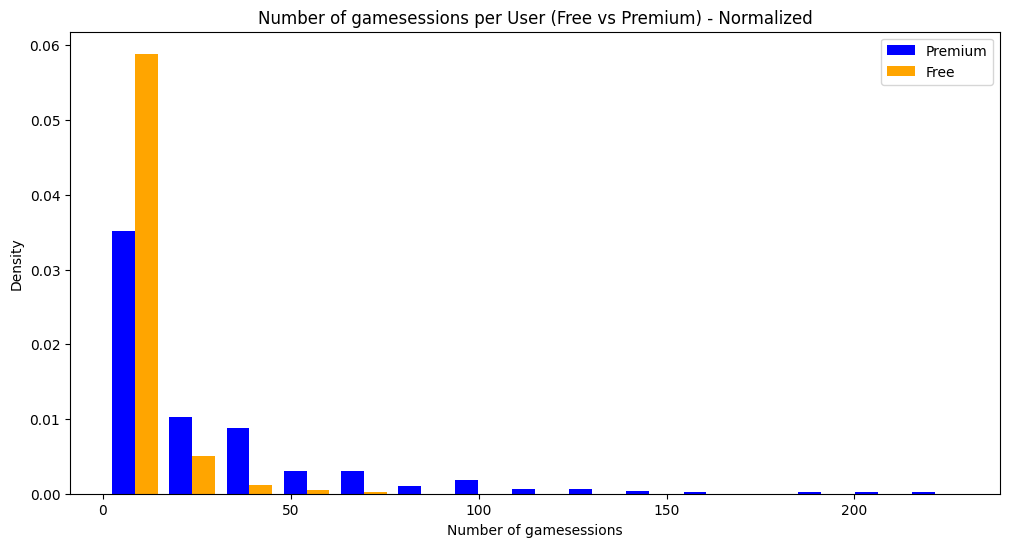 Number of gamesessions per User (Free vs Premium) - Normalized
Premium
Free
0.06
0.05
0.04
0.03
0.02
0.01
0.00
Density
0
50
100
150
200
Number of gamesessions